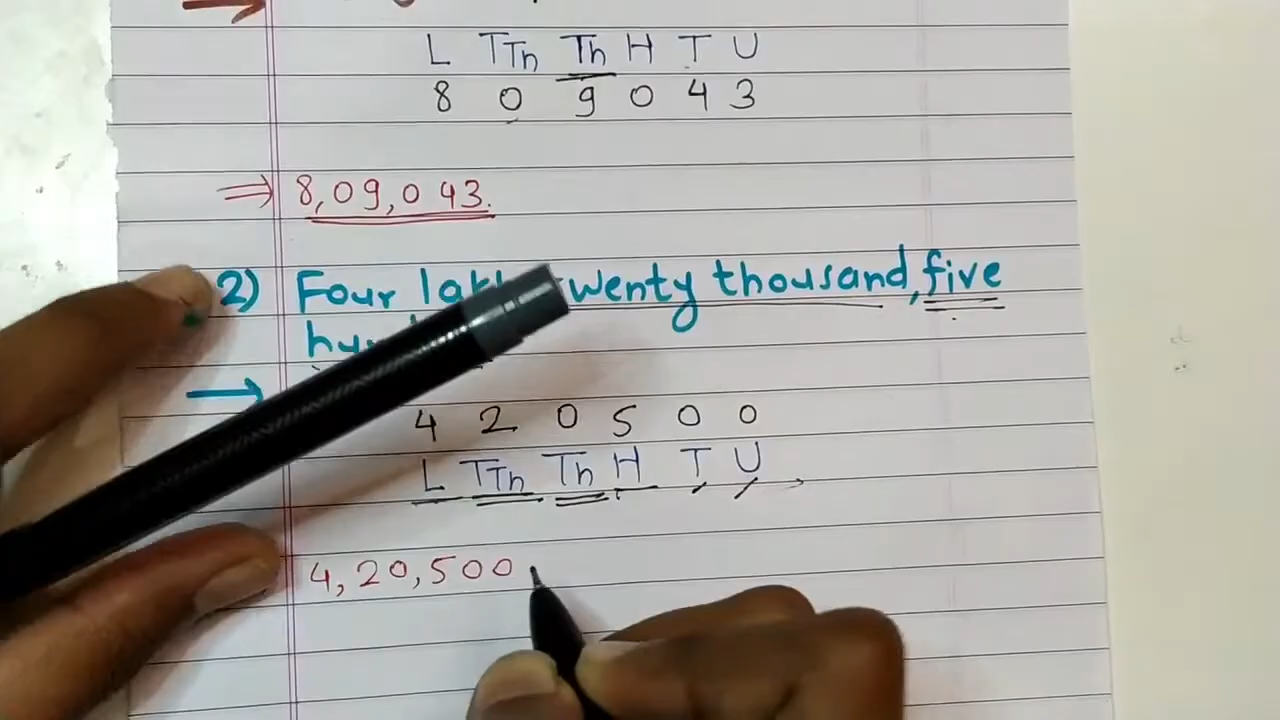 L TTh Th H T U
8 0 9 0 4 3
⇒ 8,09,043.
2) Four twenty thousand, five
→
4 2 0 5 0 0
L TTh Th H T U
4,20,500